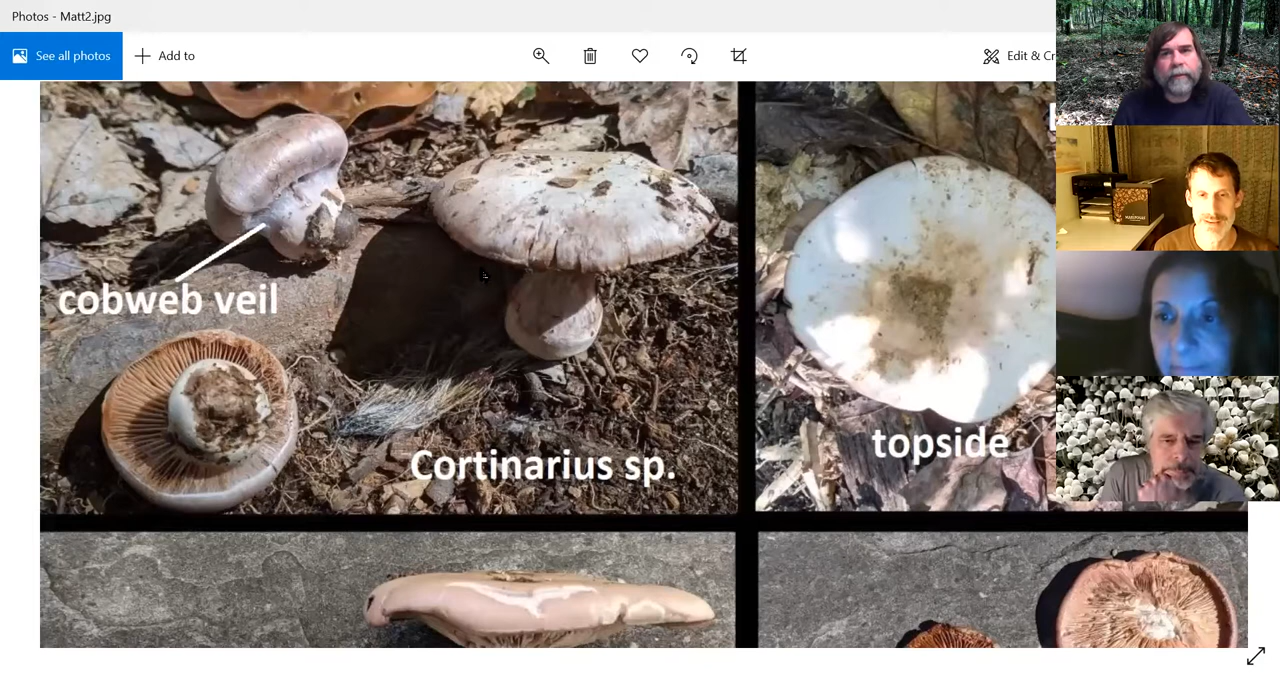 Photos - Matt2.jpg
See all photos
Add to
Edit & Cr
cobweb veil
Cortinarius sp.
topside